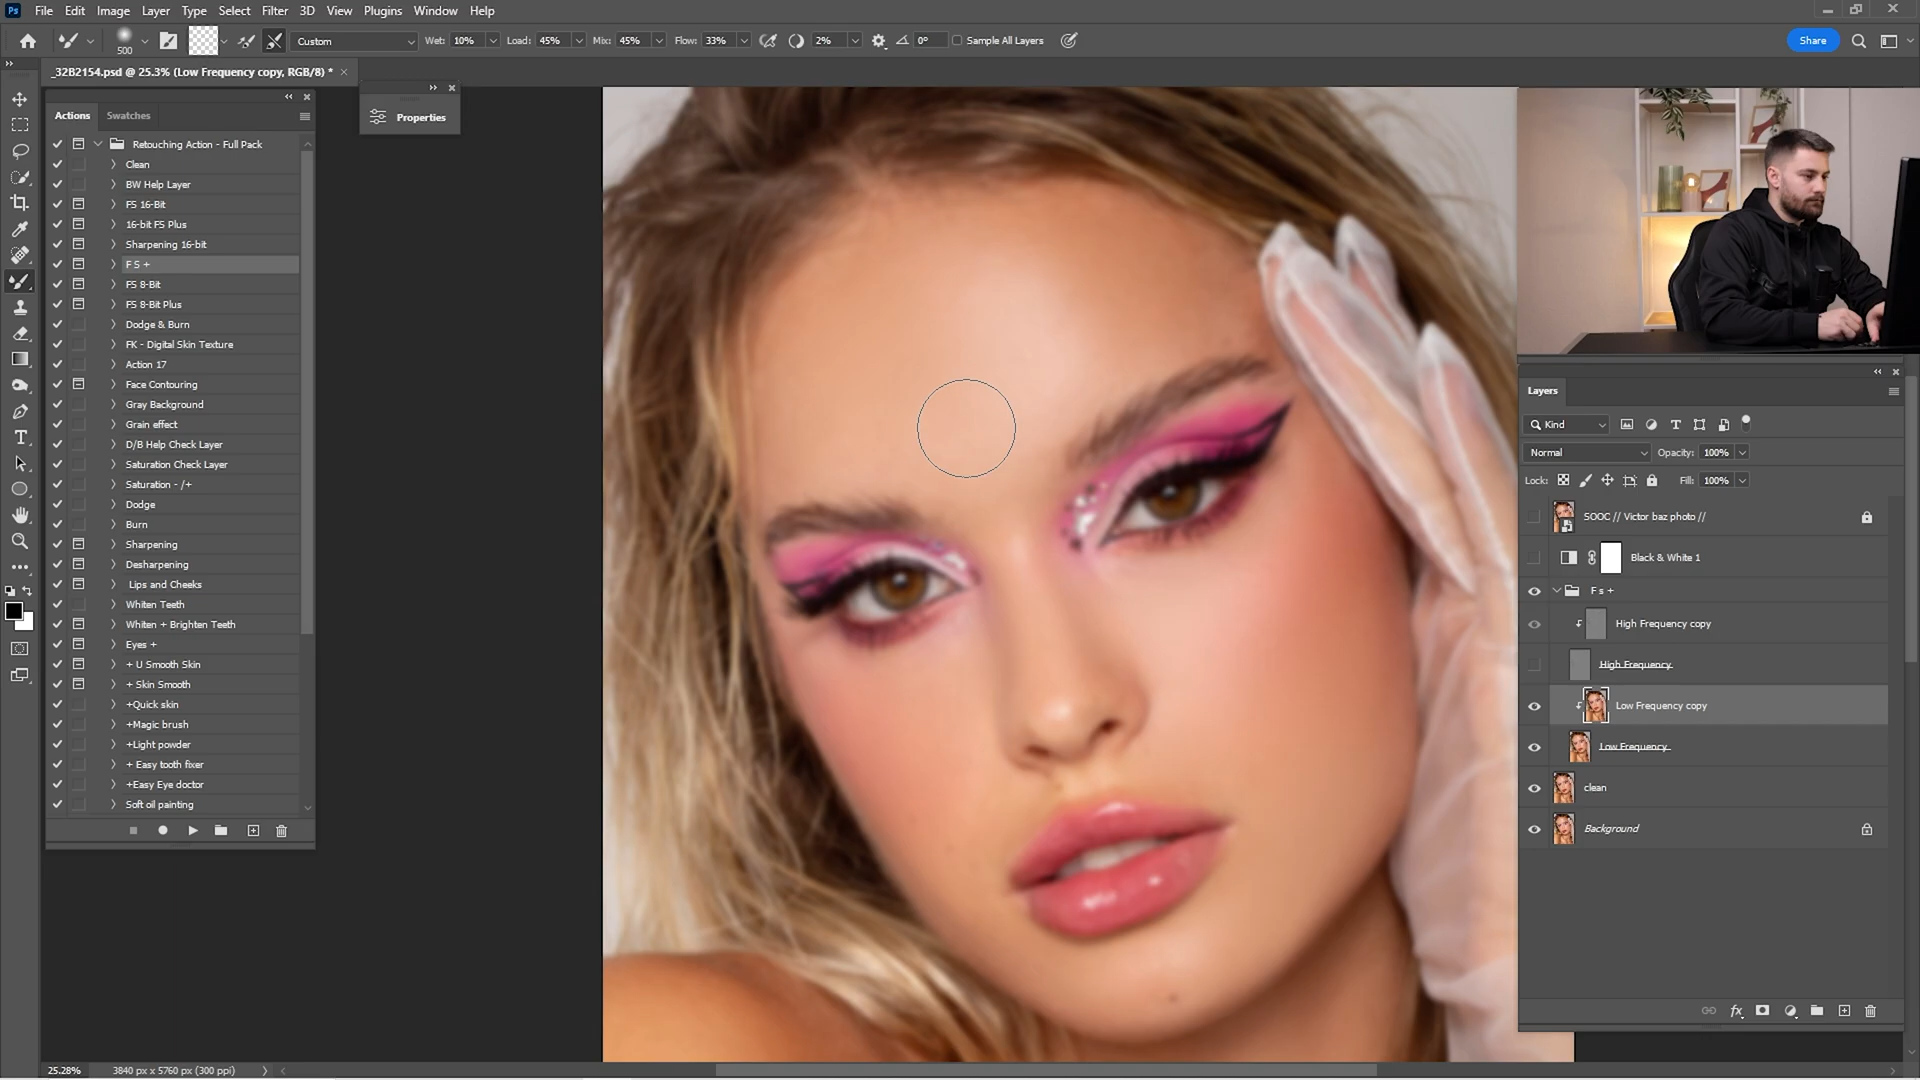 Ps File Edit Image Layer Type Select Filter 3D View Plugins Window Help
500 Custom Wet: 10% Load: 45% Mix: 45% Flow: 33% 2% 0° Sample All Layers Share
_32B2154.psd @ 25.3% (Low Frequency copy, RGB/8) *
Properties
Actions Swatches
Retouching Action - Full Pack
Clean
BW Help Layer
FS 16-Bit
16-bit FS Plus
Sharpening 16-bit
F S +
FS 8-Bit
FS 8-Bit Plus
Dodge & Burn
FK - Digital Skin Texture
Action 17
Face Contouring
Gray Background
Grain effect
D/B Help Check Layer
Saturation Check Layer
Saturation - /+
Dodge
Burn
Sharpening
Desharpening
Lips and Cheeks
Whiten Teeth
Whiten + Brighten Teeth
Eyes +
+ U Smooth Skin
+ Skin Smooth
+Quick skin
+Magic brush
+Light powder
+ Easy tooth fixer
+Easy Eye doctor
Soft oil painting
Layers
Kind
Normal Opacity: 100%
Lock: Fill: 100%
SOOC // Victor baz photo //
Black & White 1
F s +
High Frequency copy
High Frequency
Low Frequency copy
Low Frequency
clean
Background
fx
25.28% 3840 px x 5760 px (300 ppi)